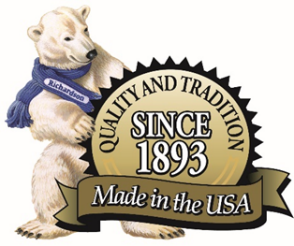 Richardson
QUALITY AND TRADITION
SINCE
1893
Made in the USA